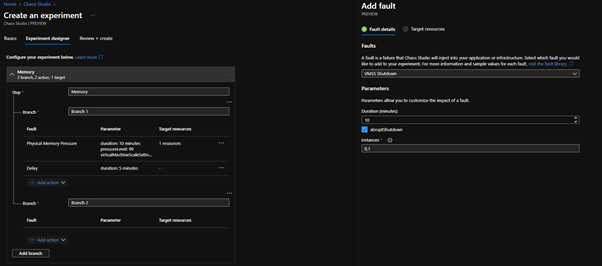 Home > Chaos Studio >
Create an experiment ...
Chaos Studio | PREVIEW
Basics Experiment designer Review + create
Configure your experiment below. Learn more
Memory
2 branch, 2 action, 1 target
Step * Memory
...
Branch * Branch 1
Fault Parameter Target resources
Physical Memory Pressure duration: 10 minutes 1 resources ...
pressureLevel: 99
virtualMachineScaleSetIn...
Delay duration: 5 minutes - ...
+ Add action
...
Branch * Branch 2
Fault Parameter Target resources
+ Add action
Add branch
Add fault
PREVIEW
Fault details 2 Target resources
Faults
A fault is a failure that Chaos Studio will inject into your application or infrastructure. Select which fault you would
like to add to your experiment. For more information and sample values for each fault, visit the fault library.
VMSS Shutdown
Parameters
Parameters allow you to customize the impact of a fault.
Duration (minutes)
10
abruptShutdown
instances *
0,1